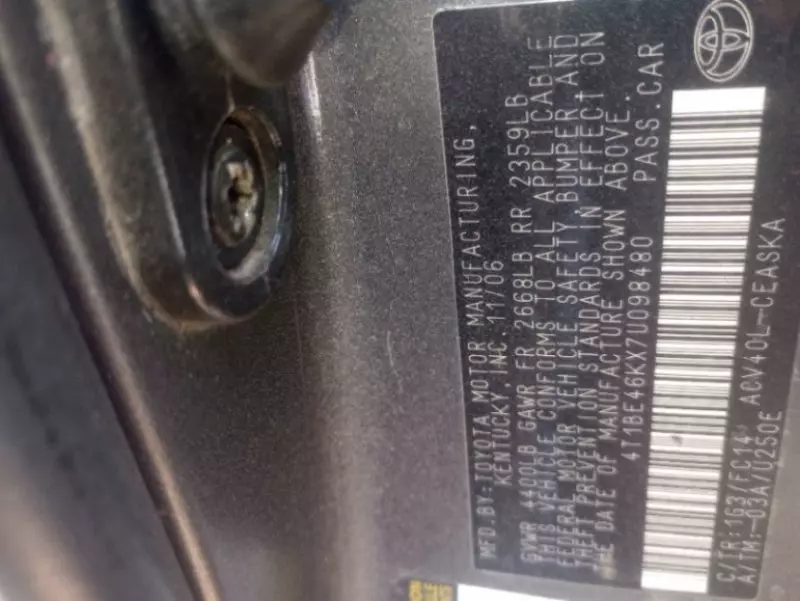 MFD.BY:TOYOTA MOTOR MANUFACTURING,
KENTUCKY, INC. 11/06
GVWR 4400LB GAWR FR 2668LB RR 2359LB
THIS VEHICLE CONFORMS TO ALL APPLICABLE
FEDERAL MOTOR VEHICLE SAFETY BUMPER AND
THEFT PREVENTION STANDARDS IN EFFECT ON
THE DATE OF MANUFACTURE SHOWN ABOVE.
4T1BE46KX7U098480 PASS.CAR
C/TR:1G3/FC14 ACV40L-CEASKA
A/TM:-03A/U250E